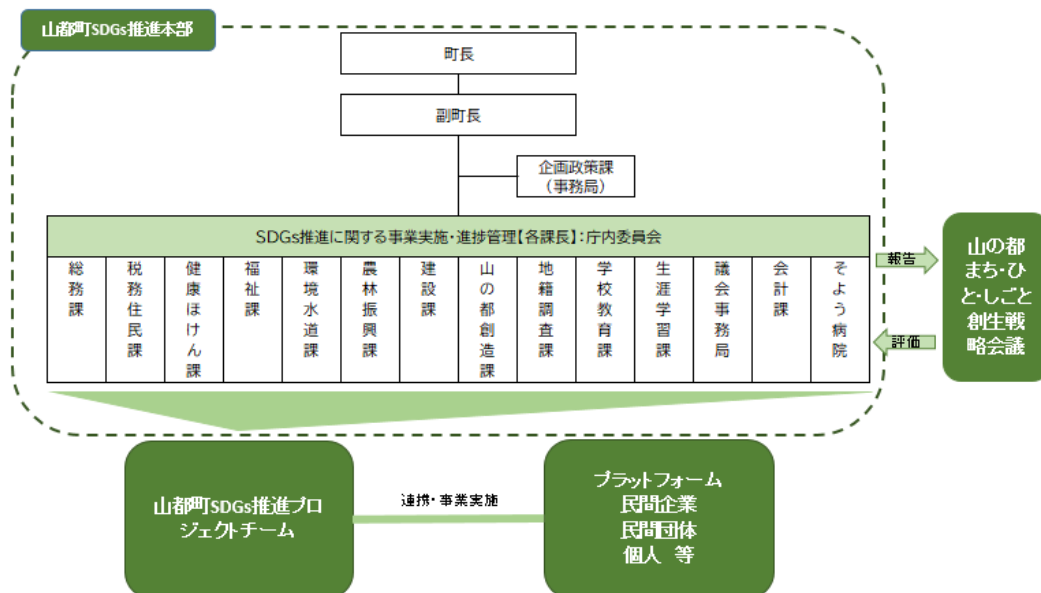 山都町SDGs推進本部
町長
副町長
企画政策課
（事務局）
SDGs推進に関する事業実施・進捗管理【各課長】：庁内委員会
総務課
税務住民課
健康ほけん課
福祉課
環境水道課
農林振興課
建設課
山の都創造課
地籍調査課
学校教育課
生涯学習課
議会事務局
会計課
そよう病院
報告
評価
山の都
まち・ひ
と・しごと
創生戦
略会議
山都町SDGs推進プロ
ジェクトチーム
連携・事業実施
プラットフォーム
民間企業
民間団体
個人　等